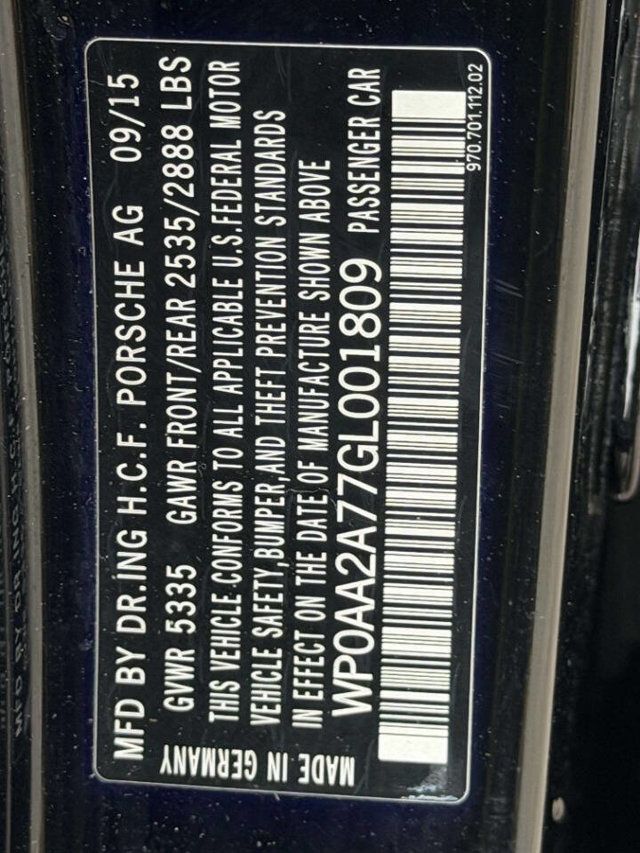 MFD BY DR.ING H.C.F. PORSCHE AG 09/15
GVWR 5335 GAWR FRONT/REAR 2535/2888 LBS
THIS VEHICLE CONFORMS TO ALL APPLICABLE U.S.FEDERAL MOTOR
VEHICLE SAFETY,BUMPER,AND THEFT PREVENTION STANDARDS
IN EFFECT ON THE DATE OF MANUFACTURE SHOWN ABOVE
WP0AA2A77GL001809 PASSENGER CAR
970.701.112.02
MADE IN GERMANY